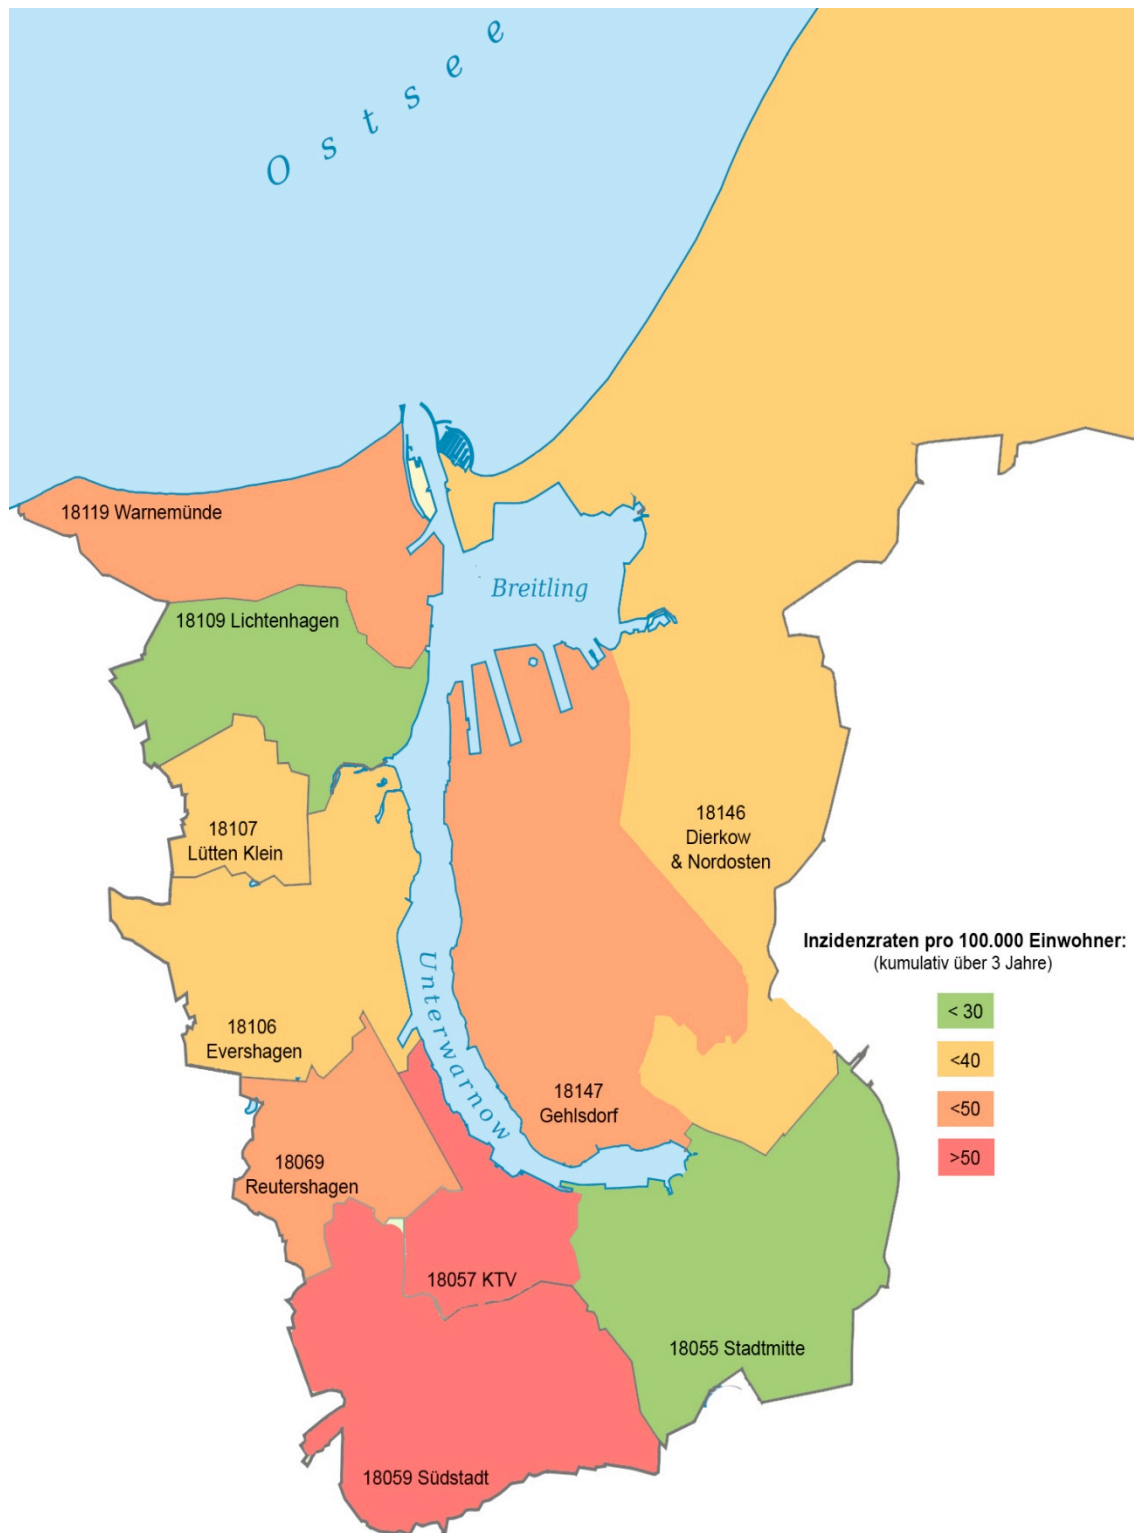 Ostsee
18119 Warnemünde
Breitling
18109 Lichtenhagen
18107
Lütten Klein
18146
Dierkow
& Nordosten
Inzidenzraten pro 100.000 Einwohner:
(kumulativ über 3 Jahre)
< 30
<40
<50
>50
Unterwarnow
18106
Evershagen
18147
Gehlsdorf
18069
Reutershagen
18057 KTV
18055 Stadtmitte
18059 Südstadt